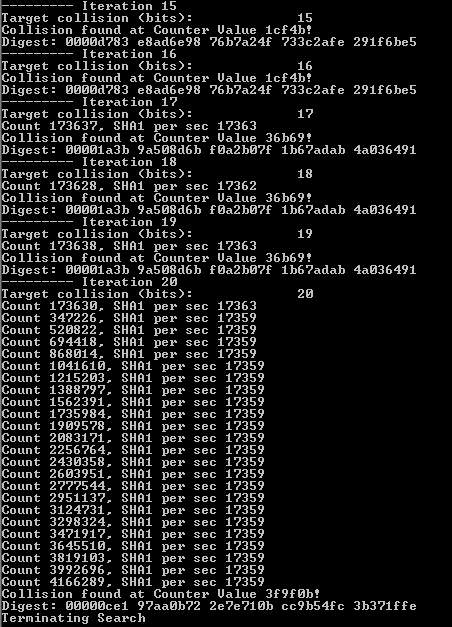 --------- Iteration 15
Target collision (bits): 15
Collision found at Counter Value 1cf4b!
Digest: 0000d783 e8ad6e98 76b7a24f 733c2afe 291f6be5
--------- Iteration 16
Target collision (bits): 16
Collision found at Counter Value 1cf4b!
Digest: 0000d783 e8ad6e98 76b7a24f 733c2afe 291f6be5
--------- Iteration 17
Target collision (bits): 17
Count 173637, SHA1 per sec 17363
Collision found at Counter Value 36b69!
Digest: 00001a3b 9a508d6b f0a2b07f 1b67adab 4a036491
--------- Iteration 18
Target collision (bits): 18
Count 173628, SHA1 per sec 17362
Collision found at Counter Value 36b69!
Digest: 00001a3b 9a508d6b f0a2b07f 1b67adab 4a036491
--------- Iteration 19
Target collision (bits): 19
Count 173638, SHA1 per sec 17363
Collision found at Counter Value 36b69!
Digest: 00001a3b 9a508d6b f0a2b07f 1b67adab 4a036491
--------- Iteration 20
Target collision (bits): 20
Count 173630, SHA1 per sec 17363
Count 347226, SHA1 per sec 17359
Count 520822, SHA1 per sec 17359
Count 694418, SHA1 per sec 17359
Count 868014, SHA1 per sec 17359
Count 1041610, SHA1 per sec 17359
Count 1215203, SHA1 per sec 17359
Count 1388797, SHA1 per sec 17359
Count 1562391, SHA1 per sec 17359
Count 1735984, SHA1 per sec 17359
Count 1909578, SHA1 per sec 17359
Count 2083171, SHA1 per sec 17359
Count 2256764, SHA1 per sec 17359
Count 2430358, SHA1 per sec 17359
Count 2603951, SHA1 per sec 17359
Count 2777544, SHA1 per sec 17359
Count 2951137, SHA1 per sec 17359
Count 3124731, SHA1 per sec 17359
Count 3298324, SHA1 per sec 17359
Count 3471917, SHA1 per sec 17359
Count 3645510, SHA1 per sec 17359
Count 3819103, SHA1 per sec 17359
Count 3992696, SHA1 per sec 17359
Count 4166289, SHA1 per sec 17359
Collision found at Counter Value 3f9f0b!
Digest: 00000ce1 97aa0b72 2e7e710b cc9b54fc 3b371ffe
Terminating Search